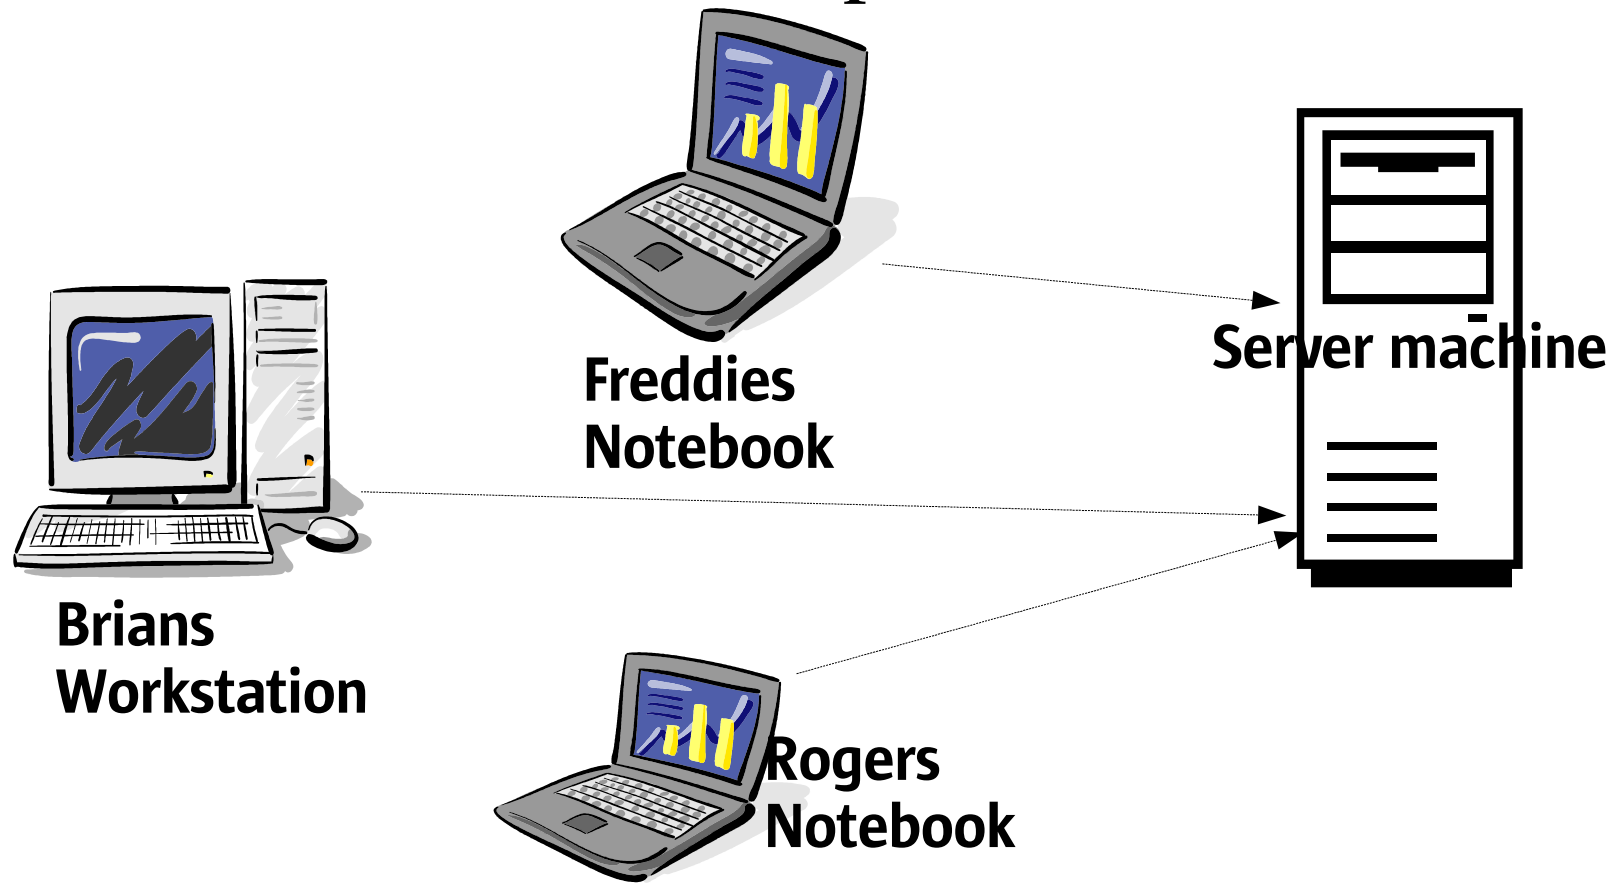 Freddies
Notebook
Server machine
Brians
Workstation
Rogers
Notebook